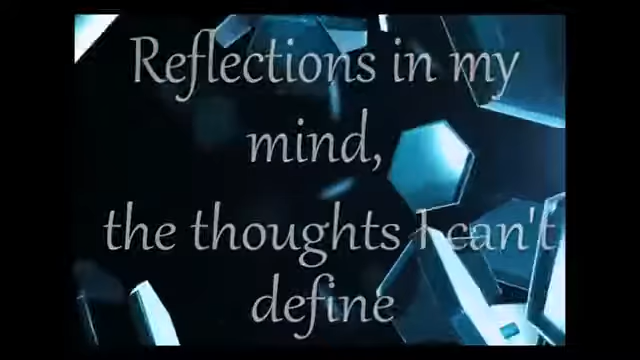 Reflections in my
mind,
the thoughts I can't
define